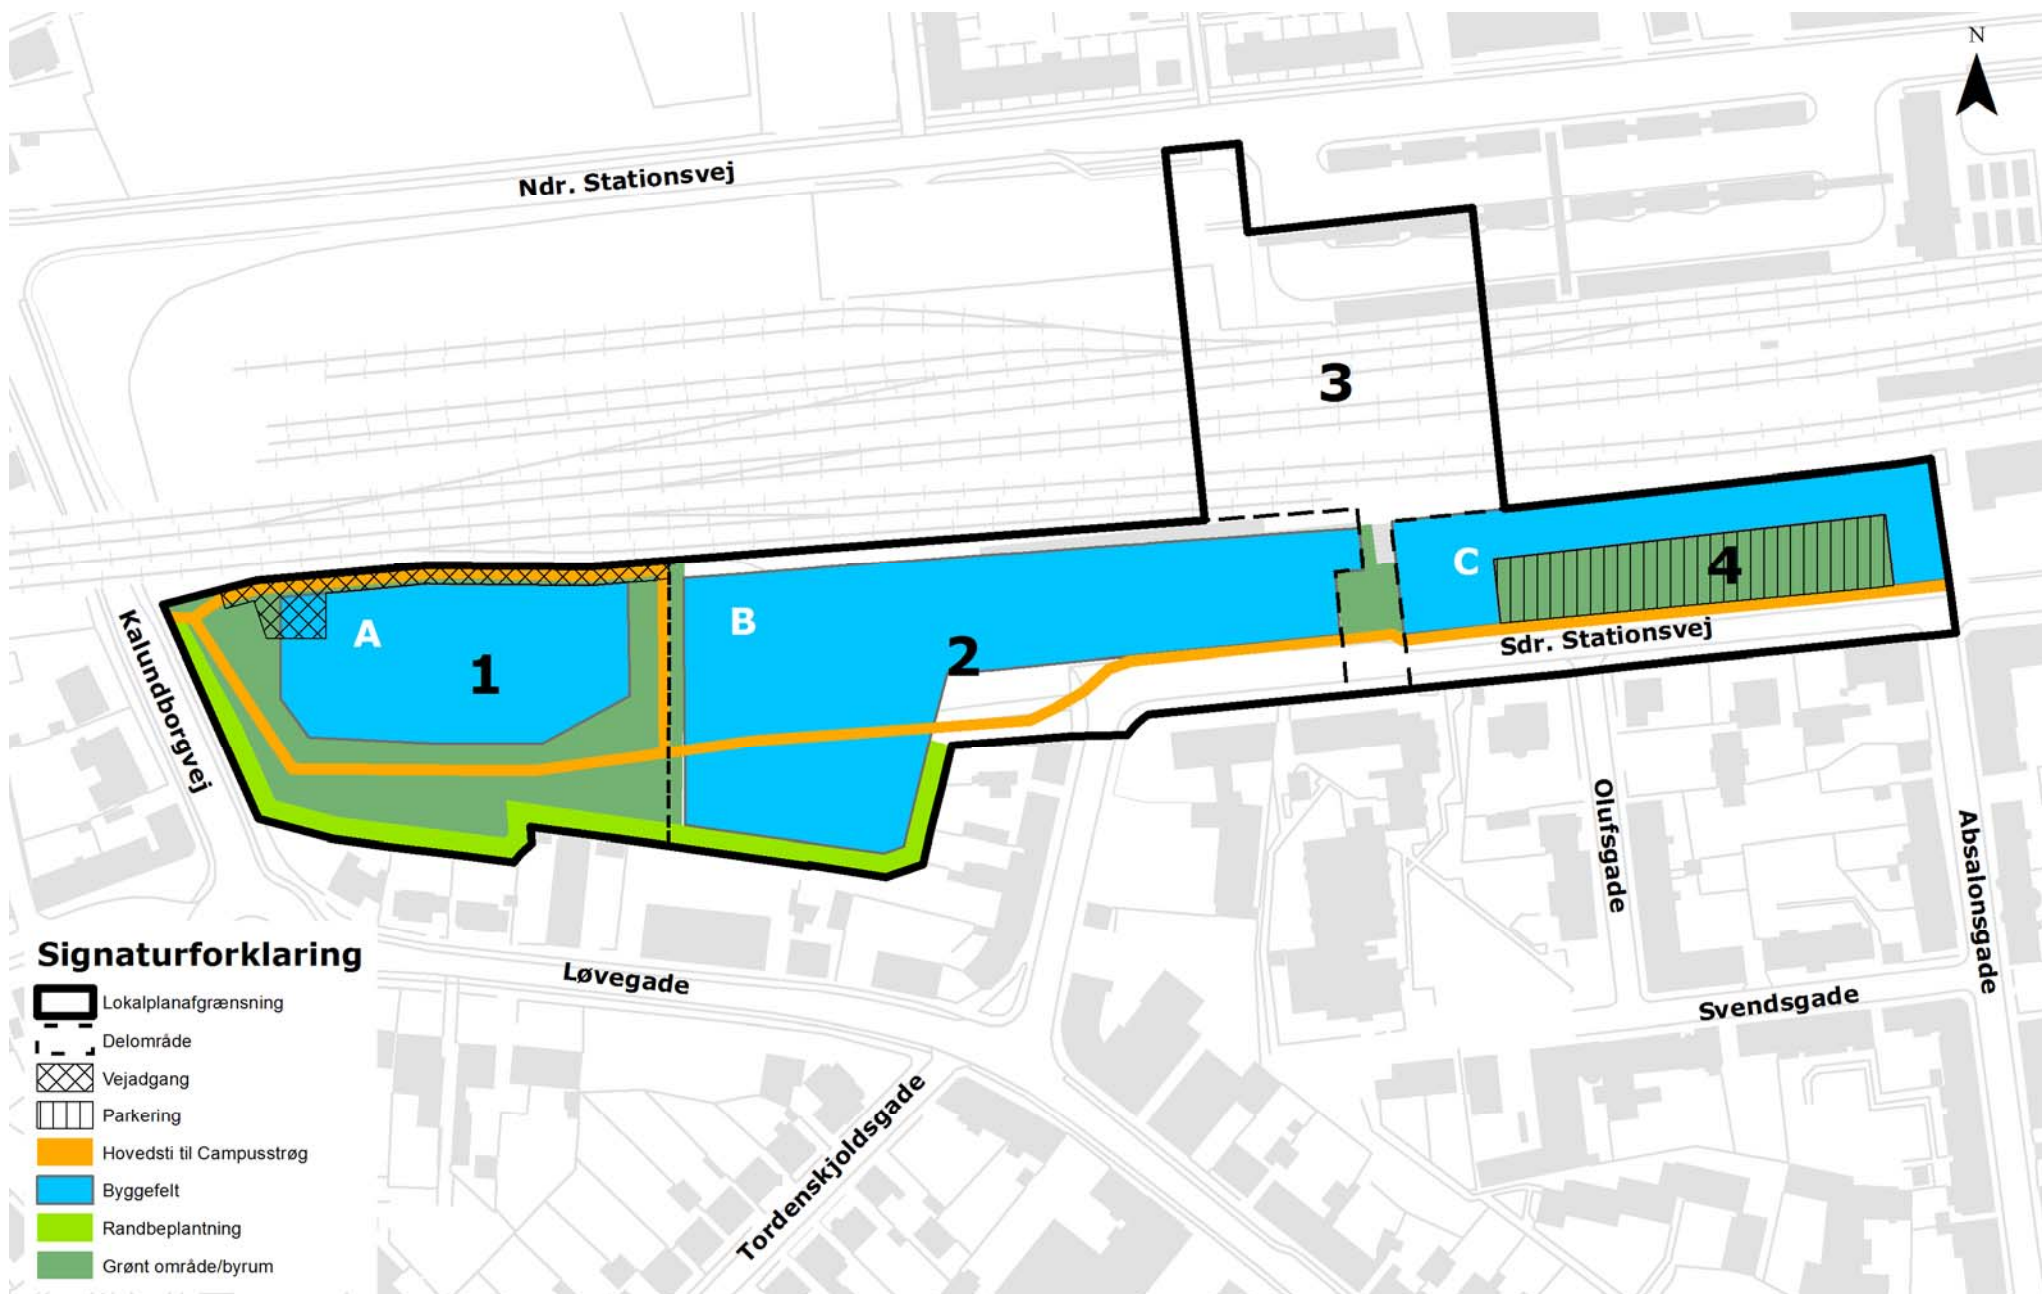 N
Ndr. Stationsvej
3
C
4
A
B
1
2
Sdr. Stationsvej
Kalundborgvej
Olufsgade
Absalonsgade
Løvegade
Svendsgade
Tordenskjoldsgade
Signaturforklaring
Lokalplanafgrænsning
Delområde
Vejadgang
Parkering
Hovedsti til Campusstrøg
Byggefelt
Randbeplantning
Grønt område/byrum